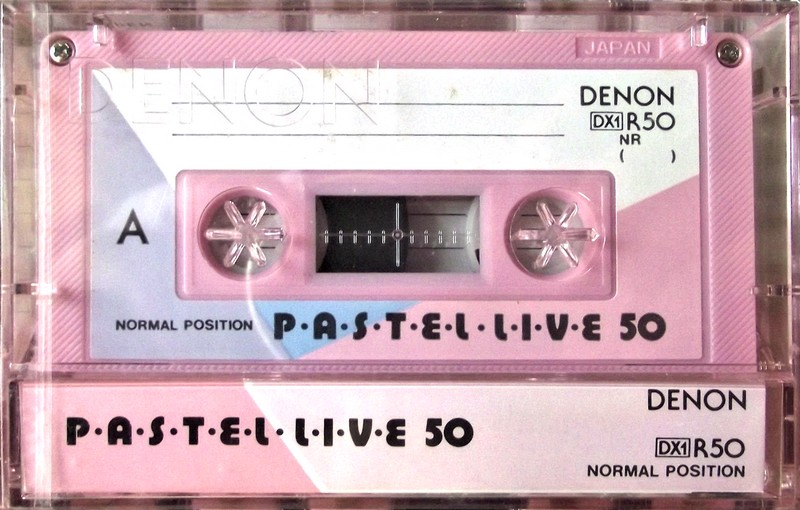 JAPAN
DENON
DENON
DX1 R50
NR
( )
A
NORMAL POSITION P·A·S·T·E·L·L·I·V·E 50
P·A·S·T·E·L·L·I·V·E 50
DENON
DX1 R50
NORMAL POSITION